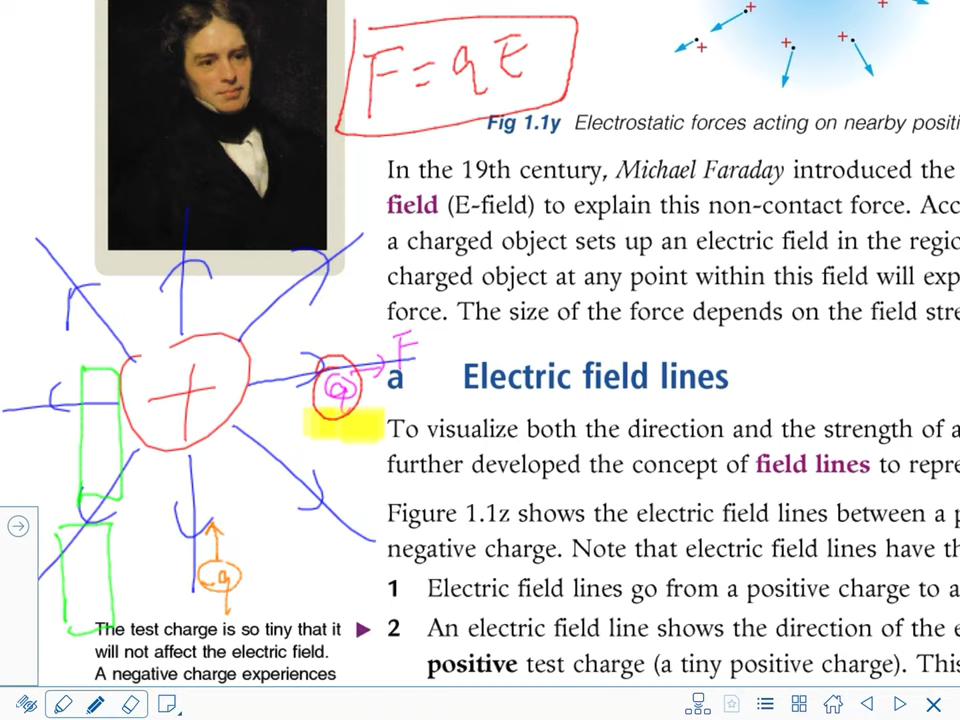 F = qE
+
+
+
+
+
Fig 1.1y Electrostatic forces acting on nearby positi
In the 19th century, Michael Faraday introduced the
field (E-field) to explain this non-contact force. Acc
a charged object sets up an electric field in the regio
charged object at any point within this field will exp
force. The size of the force depends on the field stre
F
+
q
a Electric field lines
To visualize both the direction and the strength of a
further developed the concept of field lines to repre
Figure 1.1z shows the electric field lines between a p
negative charge. Note that electric field lines have th
q
1 Electric field lines go from a positive charge to a
The test charge is so tiny that it
will not affect the electric field.
A negative charge experiences
2 An electric field line shows the direction of the e
positive test charge (a tiny positive charge). This